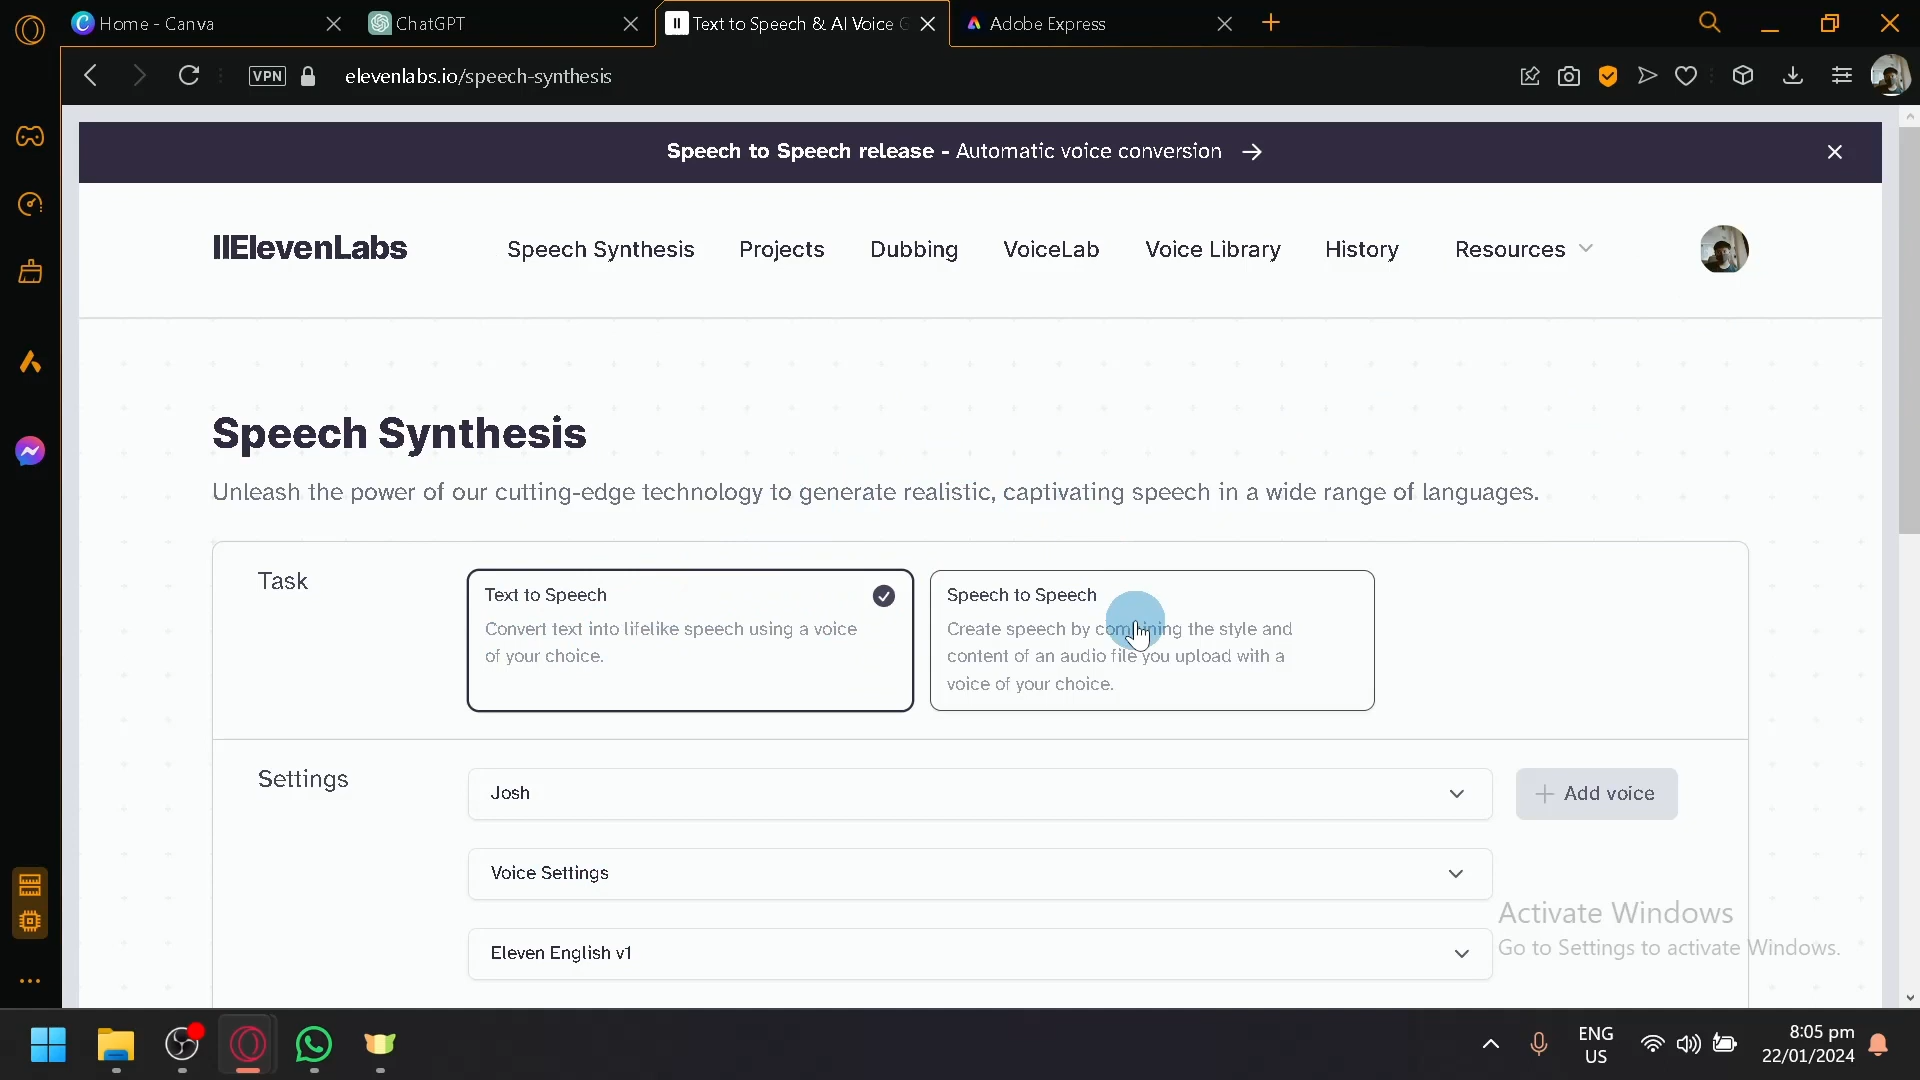 Home - Canva
ChatGPT
Text to Speech & AI Voice G
Adobe Express
VPN
elevenlabs.io/speech-synthesis
Speech to Speech release - Automatic voice conversion →
IIElevenLabs
Speech Synthesis
Projects
Dubbing
VoiceLab
Voice Library
History
Resources
Speech Synthesis
Unleash the power of our cutting-edge technology to generate realistic, captivating speech in a wide range of languages.
Task
Text to Speech
Convert text into lifelike speech using a voice
of your choice.
Speech to Speech
Create speech by combining the style and
content of an audio file you upload with a
voice of your choice.
Settings
Josh
+ Add voice
Voice Settings
Eleven English v1
Activate Windows
Go to Settings to activate Windows.
ENG
US
8:05 pm
22/01/2024